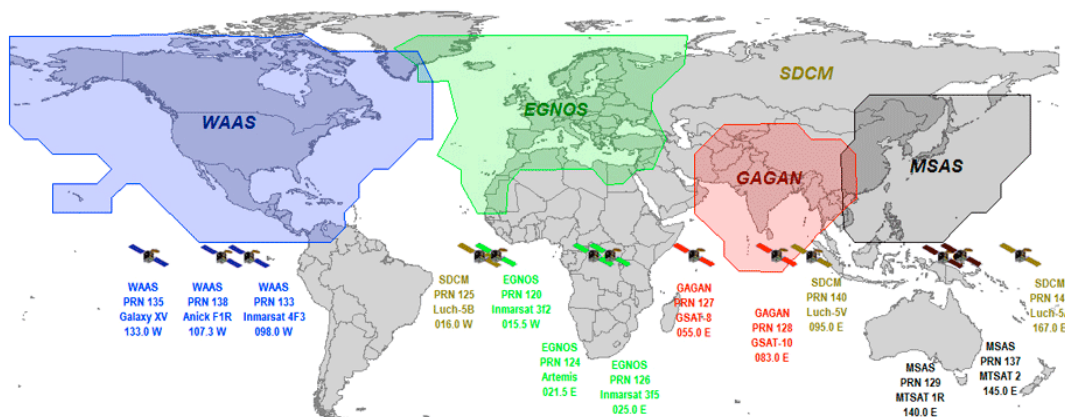 SDCM
EGNOS
WAAS
GAGAN
MSAS
WAAS
PRN 135
Galaxy XV
133.0 W
WAAS
PRN 138
Anick F1R
107.3 W
WAAS
PRN 133
Inmarsat 4F3
098.0 W
SDCM
PRN 125
Luch-5B
016.0 W
EGNOS
PRN 120
Inmarsat 3f2
015.5 W
EGNOS
PRN 124
Artemis
021.5 E
EGNOS
PRN 126
Inmarsat 3f5
025.0 E
GAGAN
PRN 127
GSAT-8
055.0 E
GAGAN
PRN 128
GSAT-10
083.0 E
SDCM
PRN 140
Luch-5V
095.0 E
MSAS
PRN 129
MTSAT 1R
140.0 E
MSAS
PRN 137
MTSAT 2
145.0 E
SDCM
PRN 14
Luch-5
167.0 E